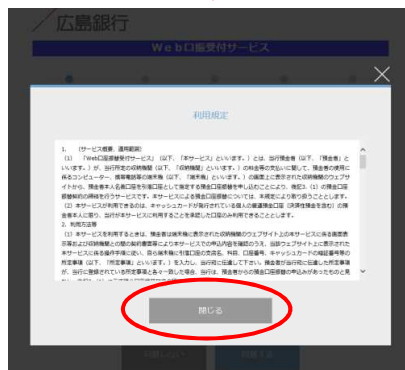 広島銀行
Web口振受付サービス
利用規定
1. (サービス概要、適用範囲)
(1) 「Web口座振替受付サービス」(以下、「本サービス」といいます。)とは、当行預金者(以下、「預金者」と
いいます。)が、当行所定の収納機関(以下、「収納機関」といいます。)の料金等の支払いに関して、預金者の使用に
係るコンピューター、携帯電話等の端末機(以下、「端末機」といいます。)の画面上に表示された収納機関のウェブサ
イトから、預金者本人名義口座を引落口座として指定する預金口座振替を申し込むことにより、後記3.(1)の預金口座
振替契約の締結を行うサービスです。本サービスによる預金口座振替については、本規定により取り扱うこととします。
(2) 本サービスが利用できるのは、キャッシュカードが発行されている個人の普通預金口座(決済性預金を含む)の預
金者本人に限り、当行が本サービスに利用することを承認した口座のみ利用できることとします。
2. 利用方法等
(1) 本サービスを利用するときは、預金者は端末機に表示された収納機関のウェブサイト上の本サービスに係る画面表
示等および収納機関との間の契約書面等により本サービスでの申込内容を確認のうえ、当該ウェブサイト上に表示された
本サービスに係る操作手順に従い、自ら端末機に引落口座の支店名、科目、口座番号、キャッシュカードの暗証番号等の
所定事項(以下、「所定事項」といいます。)を入力し、当行宛に伝達して下さい。預金者が当行宛に伝達した所定事項
が、当行に登録されている所定事項と各々一致した場合、当行は、預金者からの預金口座振替の申込みがあったものと見
閉じる